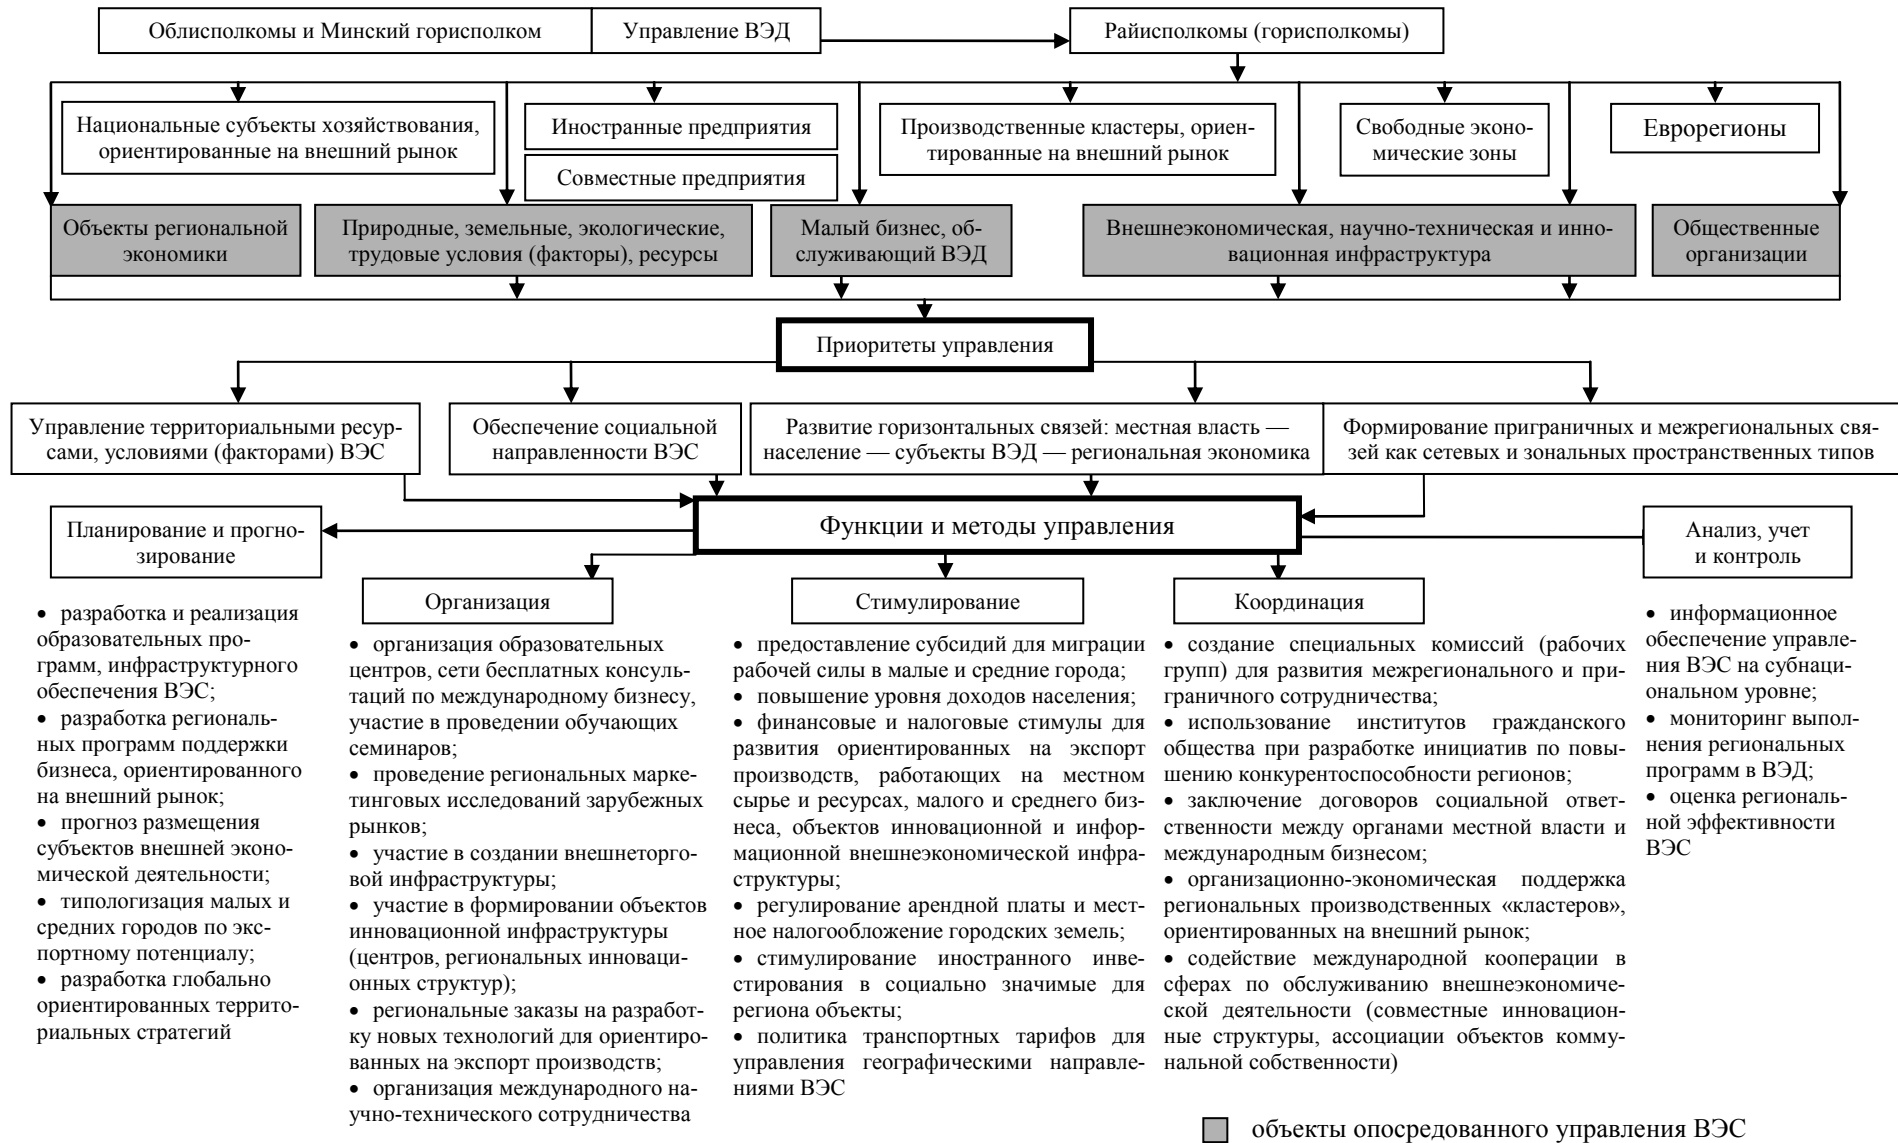 Облисполкомы и Минский горисполком
Управление ВЭД
Райисполкомы (горисполкомы)
Национальные субъекты хозяйствования,
ориентированные на внешний рынок
Иностранные предприятия
Совместные предприятия
Производственные кластеры, ориен-
тированные на внешний рынок
Свободные эконо-
мические зоны
Еврорегионы
Объекты региональной
экономики
Природные, земельные, экологические,
трудовые условия (факторы), ресурсы
Малый бизнес, об-
служивающий ВЭД
Внешнеэкономическая, научно-техническая и инно-
вационная инфраструктура
Общественные
организации
Приоритеты управления
Управление территориальными ресур-
сами, условиями (факторами) ВЭС
Обеспечение социальной
направленности ВЭС
Развитие горизонтальных связей: местная власть —
население — субъекты ВЭД — региональная экономика
Формирование приграничных и межрегиональных свя-
зей как сетевых и зональных пространственных типов
Функции и методы управления
Планирование и прогно-
зирование
• разработка и реализация
образовательных про-
грамм, инфраструктурного
обеспечения ВЭС;
• разработка региональ-
ных программ поддержки
бизнеса, ориентированного
на внешний рынок;
• прогноз размещения
субъектов внешней эконо-
мической деятельности;
• типологизация малых и
средних городов по экс-
портному потенциалу;
• разработка глобально
ориентированных террито-
риальных стратегий
Организация
• организация образовательных
центров, сети бесплатных консуль-
таций по международному бизнесу,
участие в проведении обучающих
семинаров;
• проведение региональных марке-
тинговых исследований зарубежных
рынков;
• участие в создании внешнеторго-
вой инфраструктуры;
• участие в формировании объектов
инновационной инфраструктуры
(центров, региональных инноваци-
онных структур);
• региональные заказы на разработ-
ку новых технологий для ориентиро-
ванных на экспорт производств;
• организация международного на-
учно-технического сотрудничества
Стимулирование
• предоставление субсидий для миграции
рабочей силы в малые и средние города;
• повышение уровня доходов населения;
• финансовые и налоговые стимулы для
развития ориентированных на экспорт
производств, работающих на местном
сырье и ресурсах, малого и среднего биз-
неса, объектов инновационной и инфор-
мационной внешнеэкономической инфра-
структуры;
• регулирование арендной платы и мест-
ное налогообложение городских земель;
• стимулирование иностранного инве-
стирования в социально значимые для
региона объекты;
• политика транспортных тарифов для
управления географическими направле-
ниями ВЭС
Координация
• создание специальных комиссий (рабочих
групп) для развития межрегионального и при-
граничного сотрудничества;
• использование институтов гражданского
общества при разработке инициатив по повы-
шению конкурентоспособности регионов;
• заключение договоров социальной ответ-
ственности между органами местной власти и
международным бизнесом;
• организационно-экономическая поддержка
региональных производственных «кластеров»,
ориентированных на внешний рынок;
• содействие международной кооперации в
сферах по обслуживанию внешнеэкономиче-
ской деятельности (совместные инновацион-
ные структуры, ассоциации объектов комму-
нальной собственности)
Анализ, учет
и контроль
• информационное
обеспечение управле-
ния ВЭС на субнаци-
ональном уровне;
• мониторинг выпол-
нения региональных
программ в ВЭД;
• оценка региональ-
ной эффективности
ВЭС
объекты опосредованного управления ВЭС